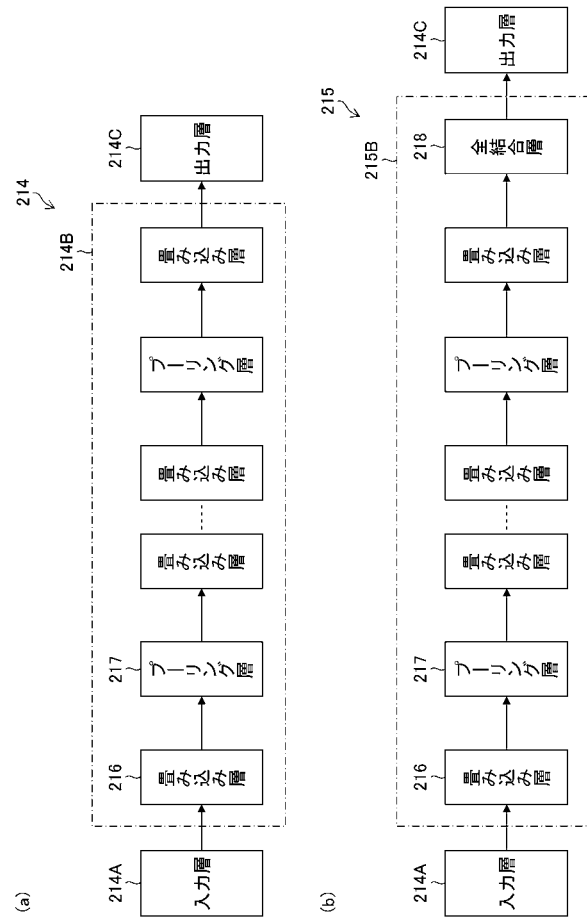 (a)
214
214A
入力層
214B
216
畳み込み層
217
プーリング層
畳み込み層
畳み込み層
プーリング層
畳み込み層
214C
出力層
(b)
215
214A
入力層
215B
216
畳み込み層
217
プーリング層
畳み込み層
畳み込み層
プーリング層
畳み込み層
218
全結合層
214C
出力層